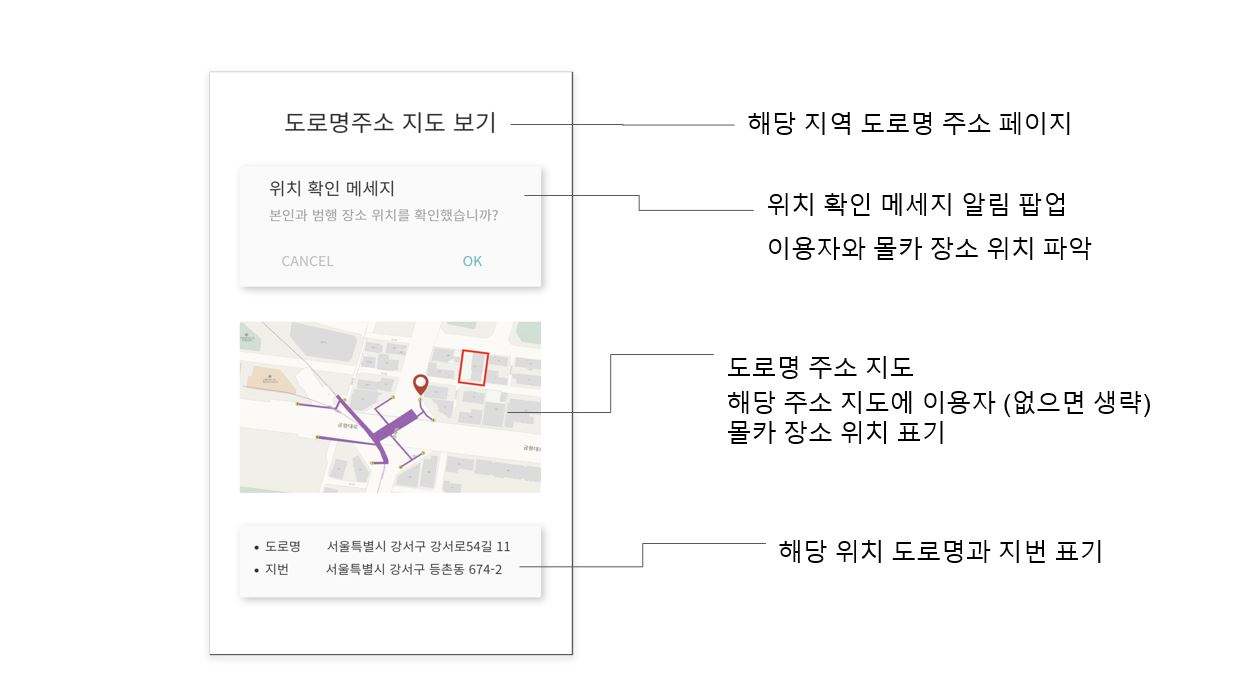 도로명주소 지도 보기
해당 지역 도로명 주소 페이지
위치 확인 메세지
본인과 범행 장소 위치를 확인했습니까?
CANCEL
OK
위치 확인 메세지 알림 팝업
이용자와 몰카 장소 위치 파악
공항대로
도로명 주소 지도
해당 주소 지도에 이용자 (없으면 생략)
몰카 장소 위치 표기
• 도로명 서울특별시 강서구 강서로54길 11
• 지번 서울특별시 강서구 등촌동 674-2
해당 위치 도로명과 지번 표기